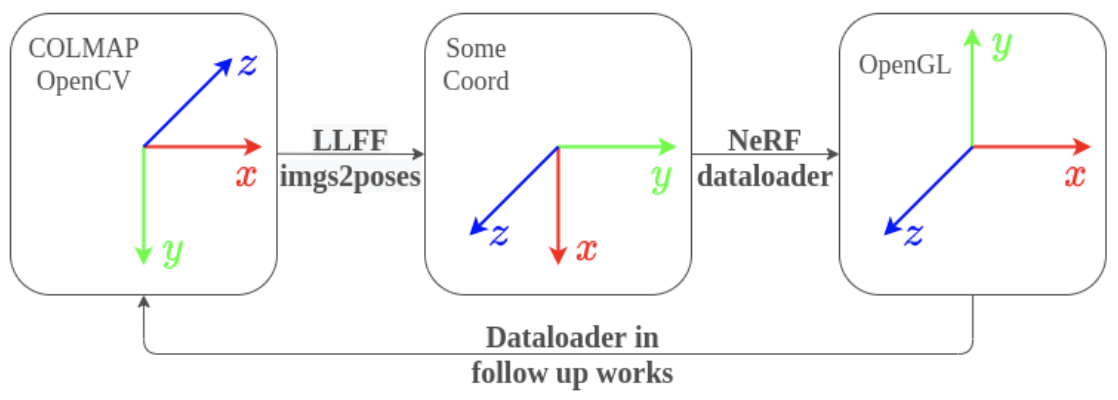 COLMAP
OpenCV
z
x
y
LLFF
imgs2poses
Some
Coord
y
z
x
NeRF
dataloader
OpenGL
y
x
z
Dataloader in
follow up works